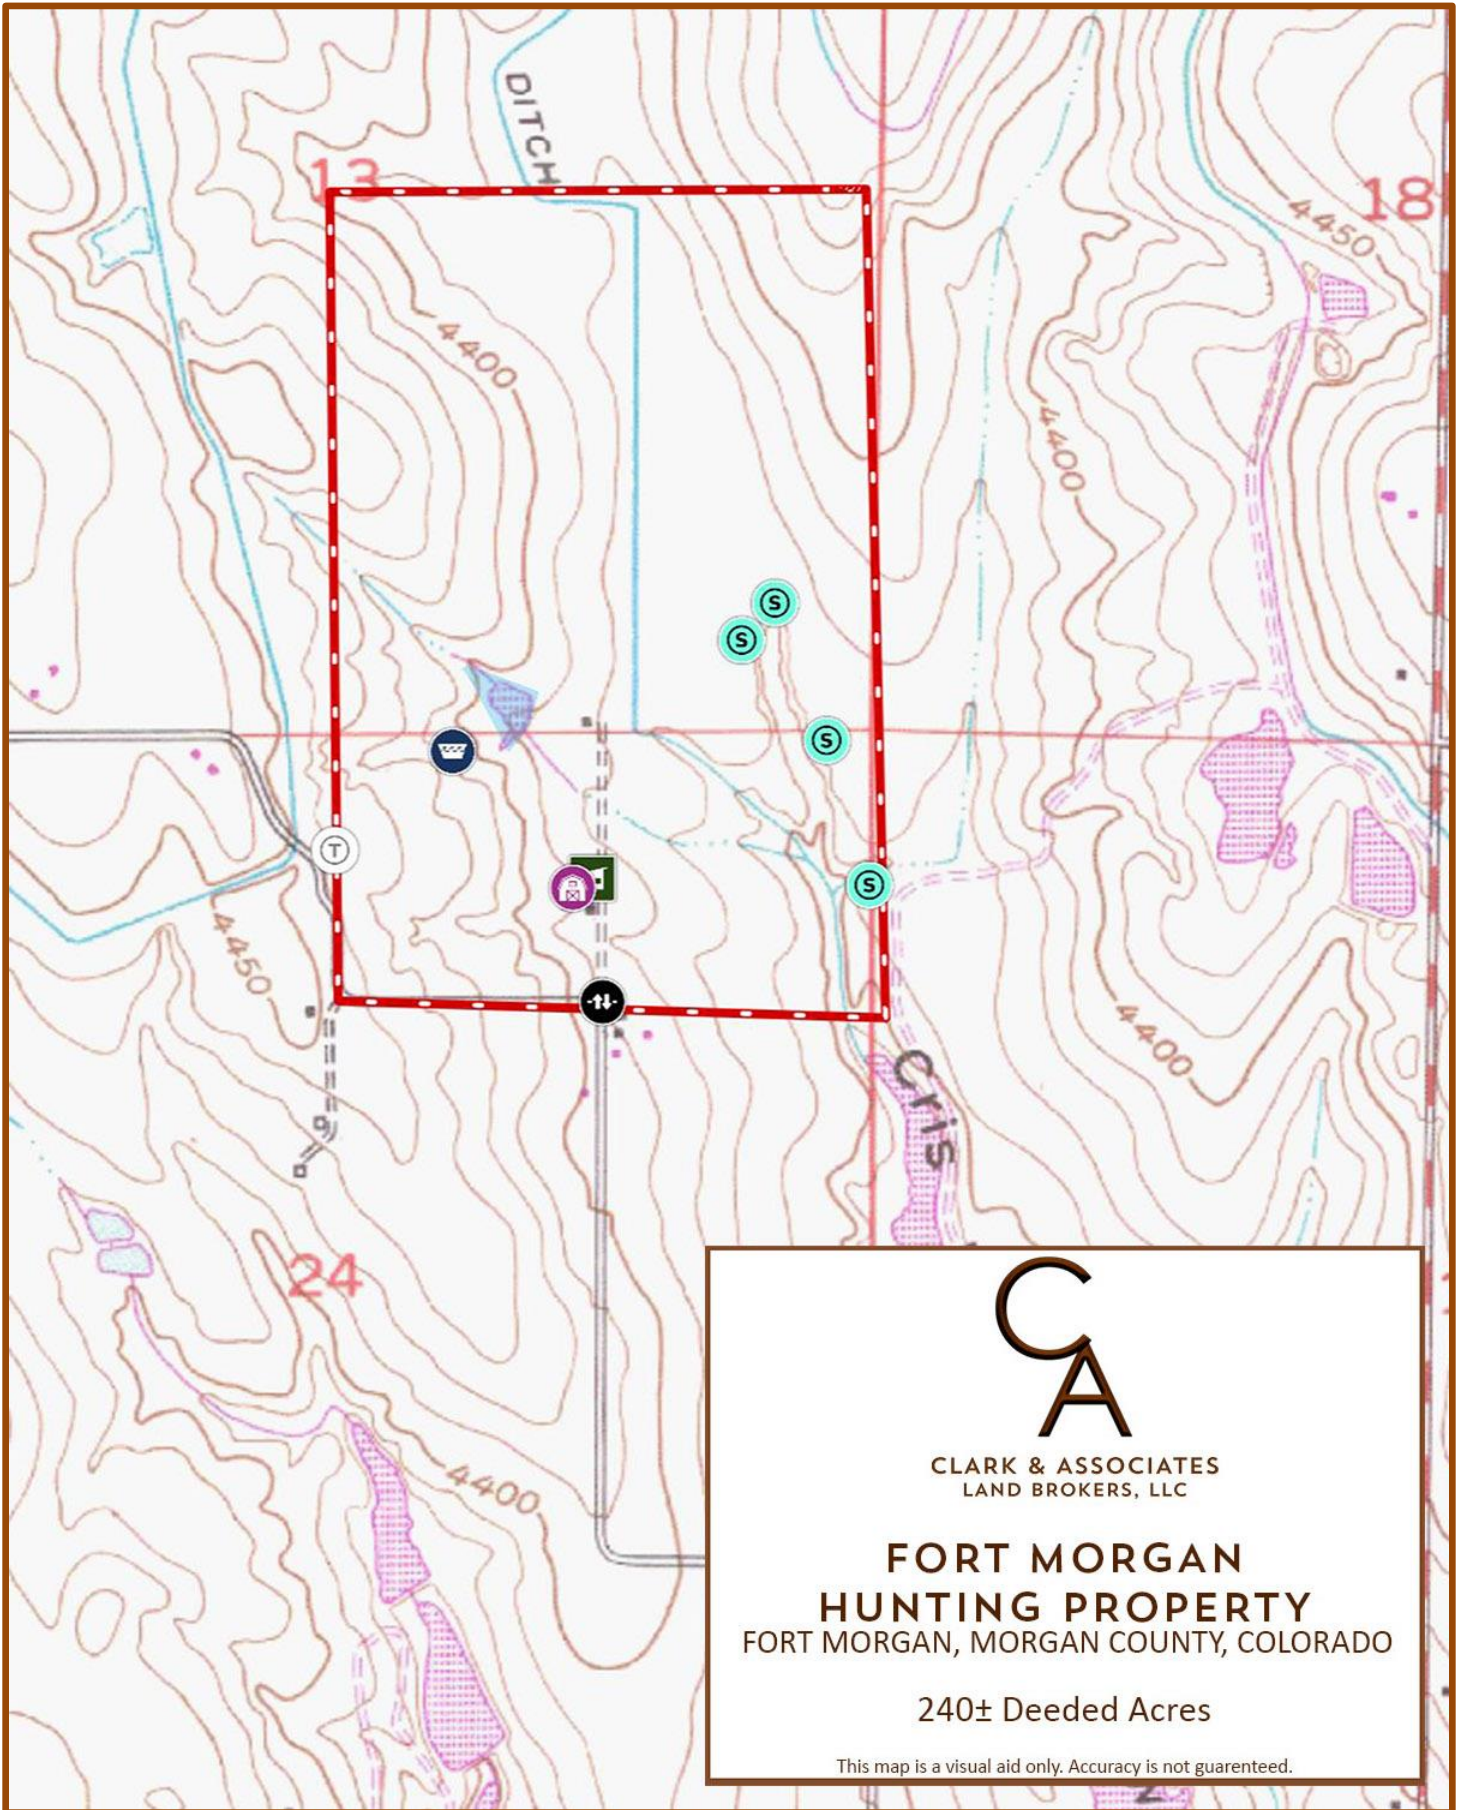 DITCH
13
18
4450
4400
4400
S
S
S
T
S
4450
4400
Cris
24
4400
CA
CLARK & ASSOCIATES
LAND BROKERS, LLC
FORT MORGAN
HUNTING PROPERTY
FORT MORGAN, MORGAN COUNTY, COLORADO
240± Deeded Acres
This map is a visual aid only. Accuracy is not guarenteed.